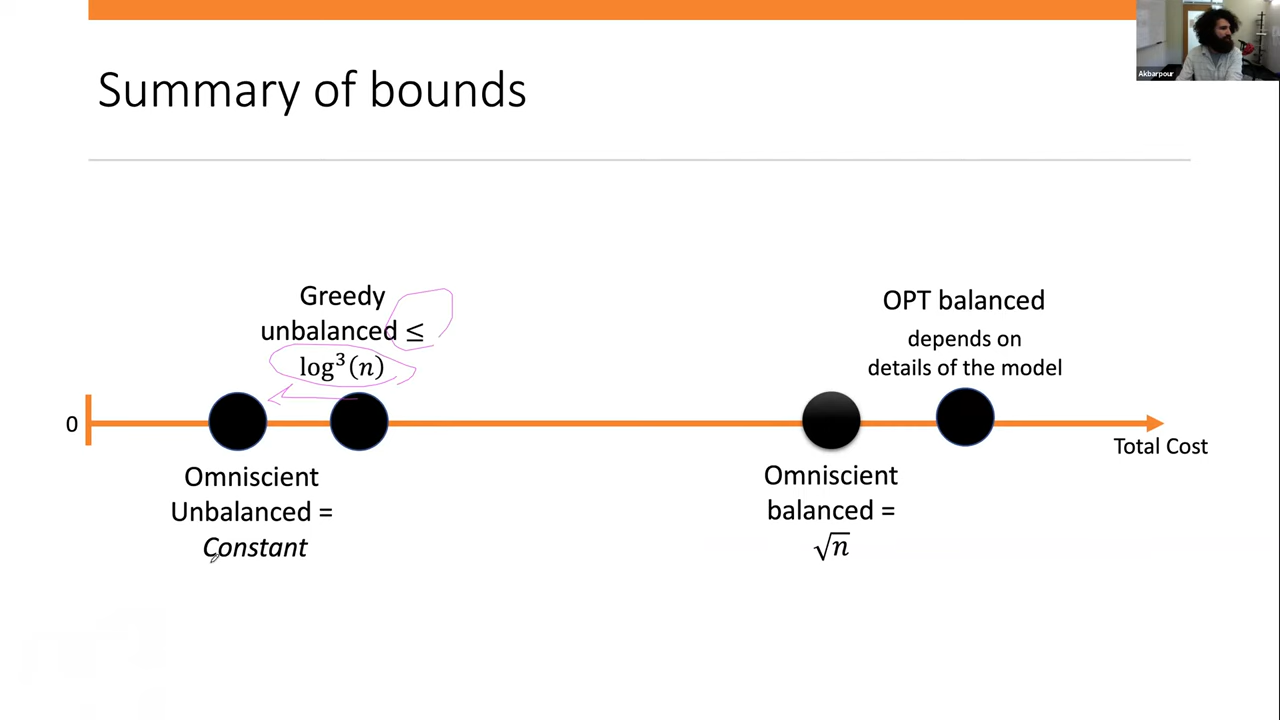 Akbarpour
Summary of bounds
Greedy
unbalanced ≤
log³(n)
OPT balanced
depends on
details of the model
0
Total Cost
Omniscient
Unbalanced =
Constant
Omniscient
balanced =
√n